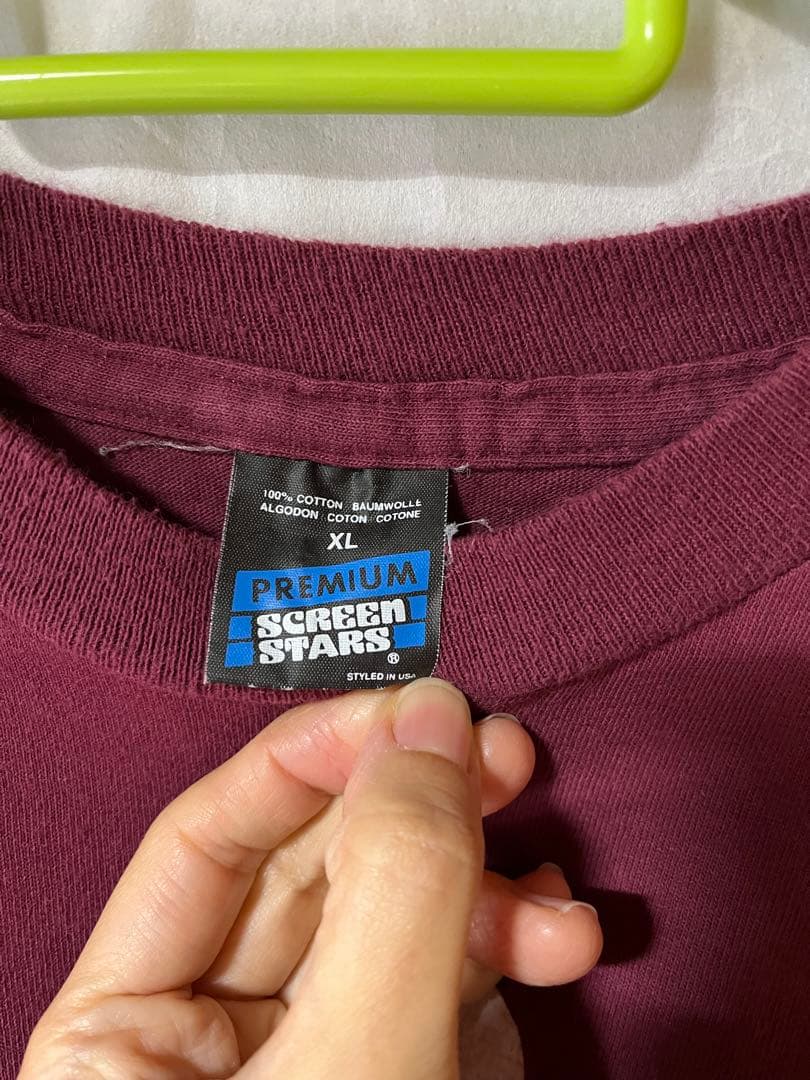 100% COTTON BAUMWOLLE
ALGODON COTON COTONE
XL
PREMIUM
SCREEN
STARS®
STYLED IN USA